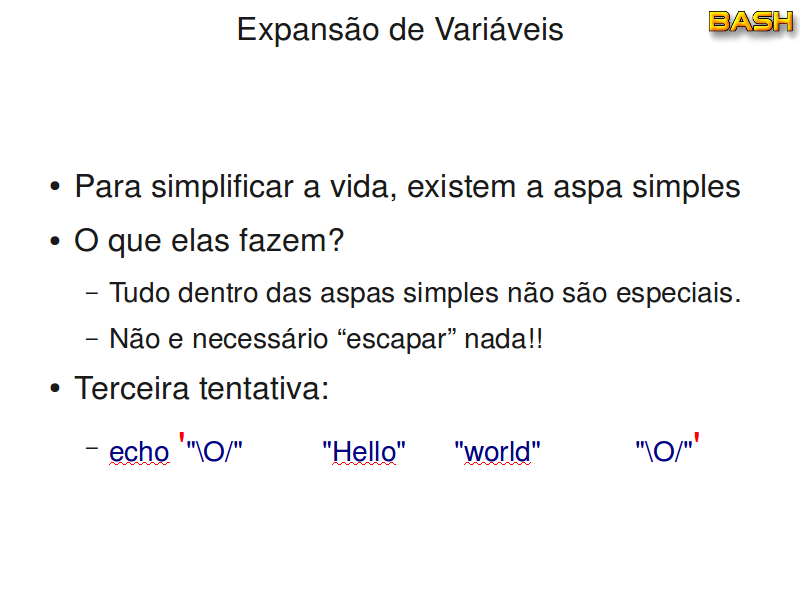 Expansão de Variáveis
BASH
• Para simplificar a vida, existem a aspa simples
• O que elas fazem?
– Tudo dentro das aspas simples não são especiais.
– Não e necessário “escapar” nada!!
• Terceira tentativa:
– echo '"\O/" "Hello" "world" "\O/"'